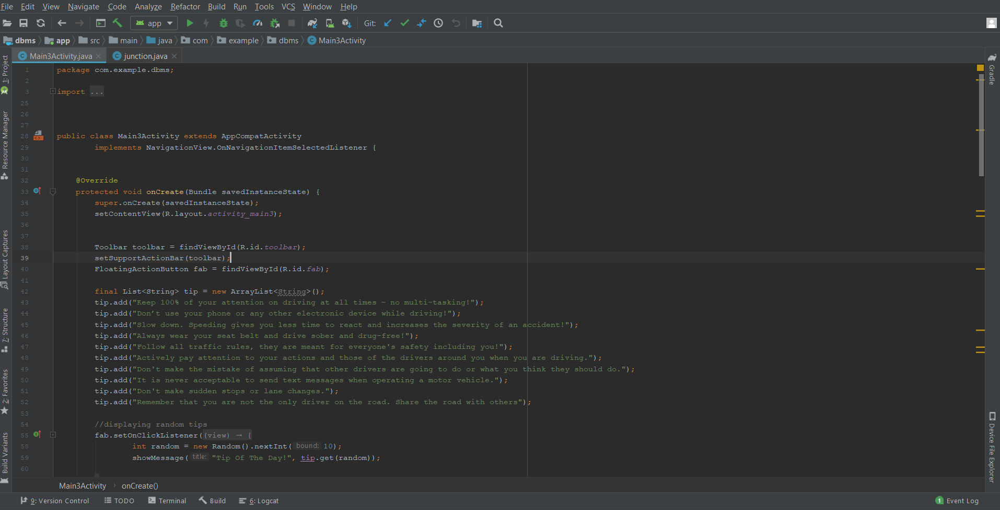 File Edit View Navigate Code Analyze Refactor Build Run Tools VCS Window Help
app Git:
dbms app src main java com example dbms Main3Activity
Main3Activity.java junction.java
1: Project
Resource Manager
Layout Captures
7: Structure
2: Favorites
Build Variants
Gradle
Device File Explorer
1 package com.example.dbms;
2
3 import ...
25
26
27
28 public class Main3Activity extends AppCompatActivity
29 implements NavigationView.OnNavigationItemSelectedListener {
30
31
32 @Override
33 protected void onCreate(Bundle savedInstanceState) {
34 super.onCreate(savedInstanceState);
35 setContentView(R.layout.activity_main3);
36
37
38 Toolbar toolbar = findViewById(R.id.toolbar);
39 setSupportActionBar(toolbar);
40 FloatingActionButton fab = findViewById(R.id.fab);
41
42 final List<String> tip = new ArrayList<String>();
43 tip.add("Keep 100% of your attention on driving at all times – no multi-tasking!");
44 tip.add("Don’t use your phone or any other electronic device while driving!");
45 tip.add("Slow down. Speeding gives you less time to react and increases the severity of an accident!");
46 tip.add("Always wear your seat belt and drive sober and drug-free!");
47 tip.add("Follow all traffic rules, they are meant for everyone's safety including you!");
48 tip.add("Actively pay attention to your actions and those of the drivers around you when you are driving.");
49 tip.add("Don't make the mistake of assuming that other drivers are going to do or what you think they should do.");
50 tip.add("It is never acceptable to send text messages when operating a motor vehicle.");
51 tip.add("Don't make sudden stops or lane changes.");
52 tip.add("Remember that you are not the only driver on the road. Share the road with others");
53
54 //displaying random tips
55 fab.setOnClickListener((view) → {
58 int random = new Random().nextInt( bound: 10);
59 showMessage( title: "Tip Of The Day!", tip.get(random));
60
Main3Activity › onCreate()
9: Version Control TODO Terminal Build 6: Logcat 1 Event Log